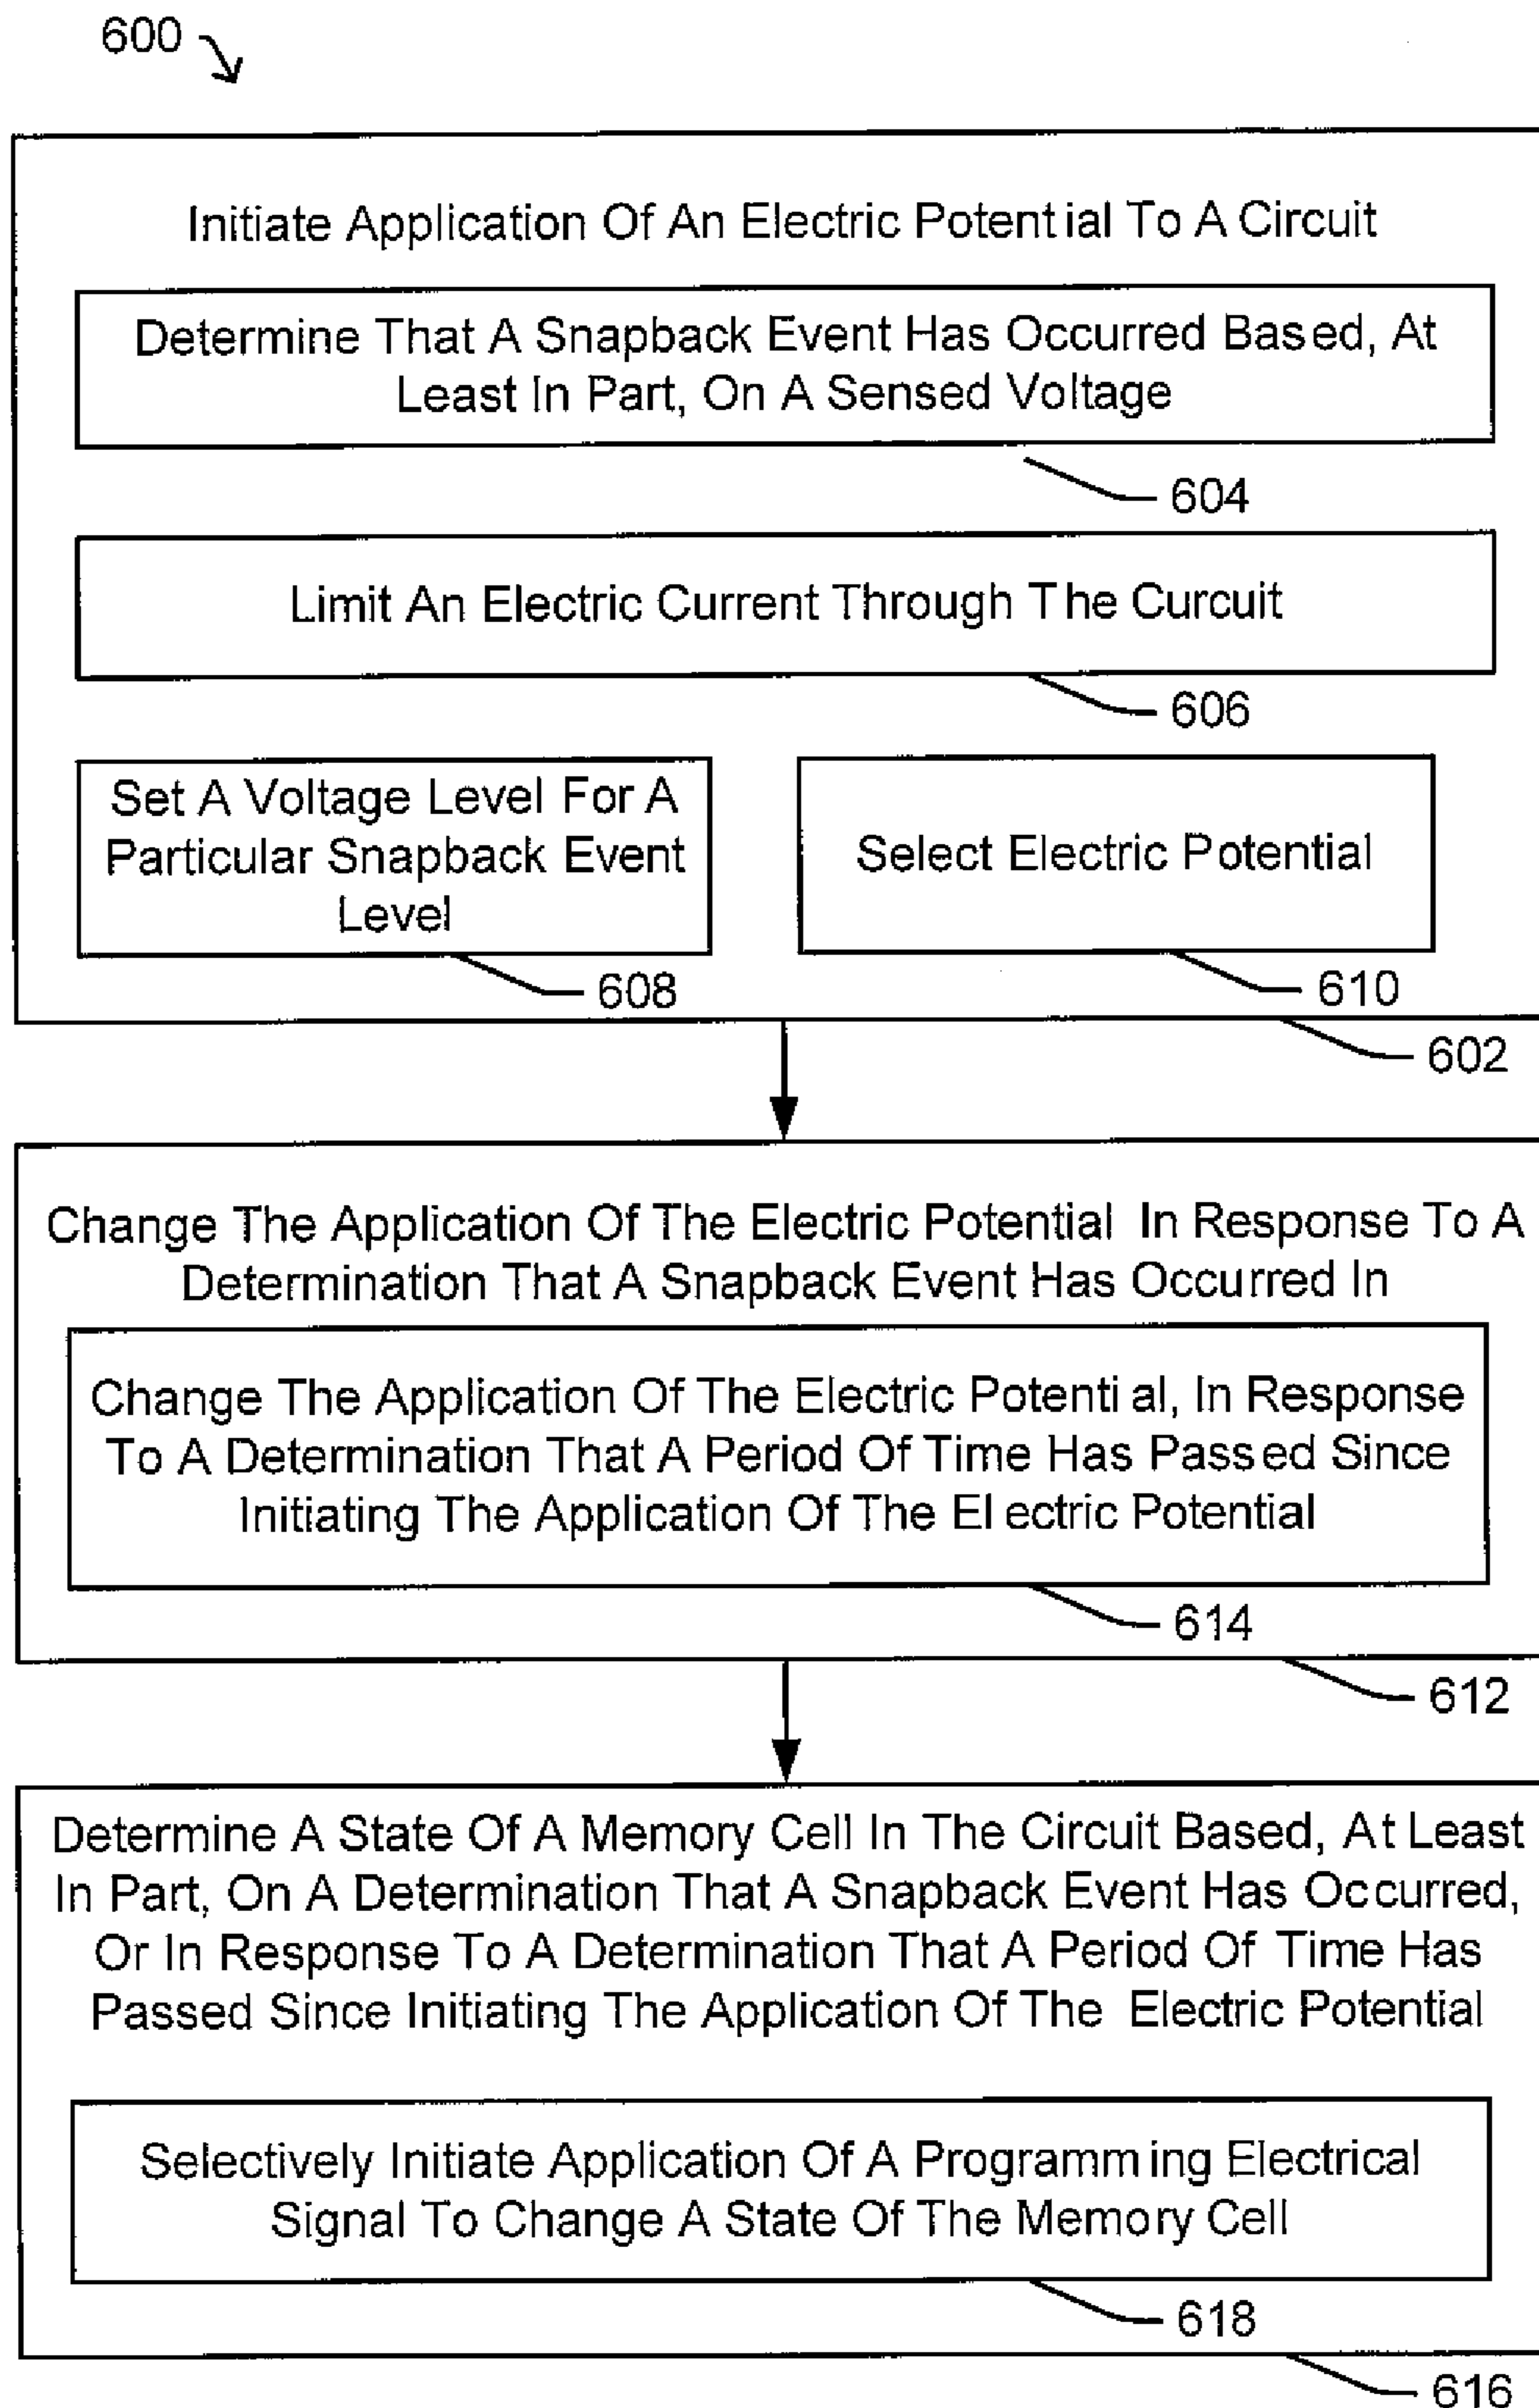 600
Initiate Application Of An Electric Potential To A Circuit
Determine That A Snapback Event Has Occurred Based, At
Least In Part, On A Sensed Voltage
604
Limit An Electric Current Through The Curcuit
606
Set A Voltage Level For A
Particular Snapback Event
Level
608
Select Electric Potential
610
602
Change The Application Of The Electric Potential In Response To A
Determination That A Snapback Event Has Occurred In
Change The Application Of The Electric Potential, In Response
To A Determination That A Period Of Time Has Passed Since
Initiating The Application Of The Electric Potential
614
612
Determine A State Of A Memory Cell In The Circuit Based, At Least
In Part, On A Determination That A Snapback Event Has Occurred,
Or In Response To A Determination That A Period Of Time Has
Passed Since Initiating The Application Of The Electric Potential
Selectively Initiate Application Of A Programming Electrical
Signal To Change A State Of The Memory Cell
618
616